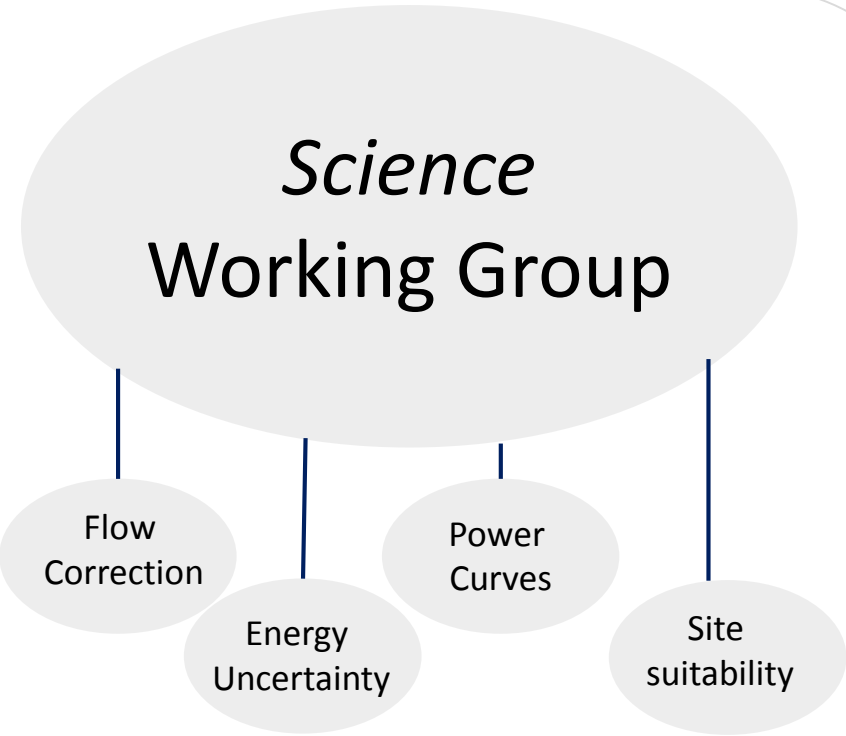 Science
Working Group
Flow
Correction
Energy
Uncertainty
Power
Curves
Site
suitability